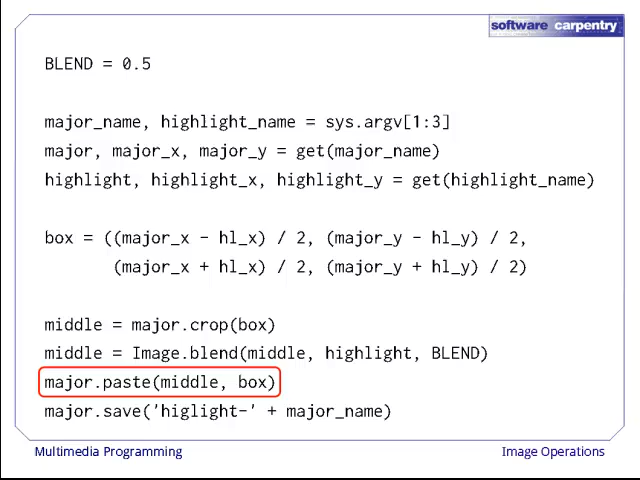 software carpentry
BLEND = 0.5
major_name, highlight_name = sys.argv[1:3]
major, major_x, major_y = get(major_name)
highlight, highlight_x, highlight_y = get(highlight_name)
box = ((major_x - hl_x) / 2, (major_y - hl_y) / 2,
(major_x + hl_x) / 2, (major_y + hl_y) / 2)
middle = major.crop(box)
middle = Image.blend(middle, highlight, BLEND)
major.paste(middle, box)
major.save('higlight-' + major_name)
Multimedia Programming
Image Operations